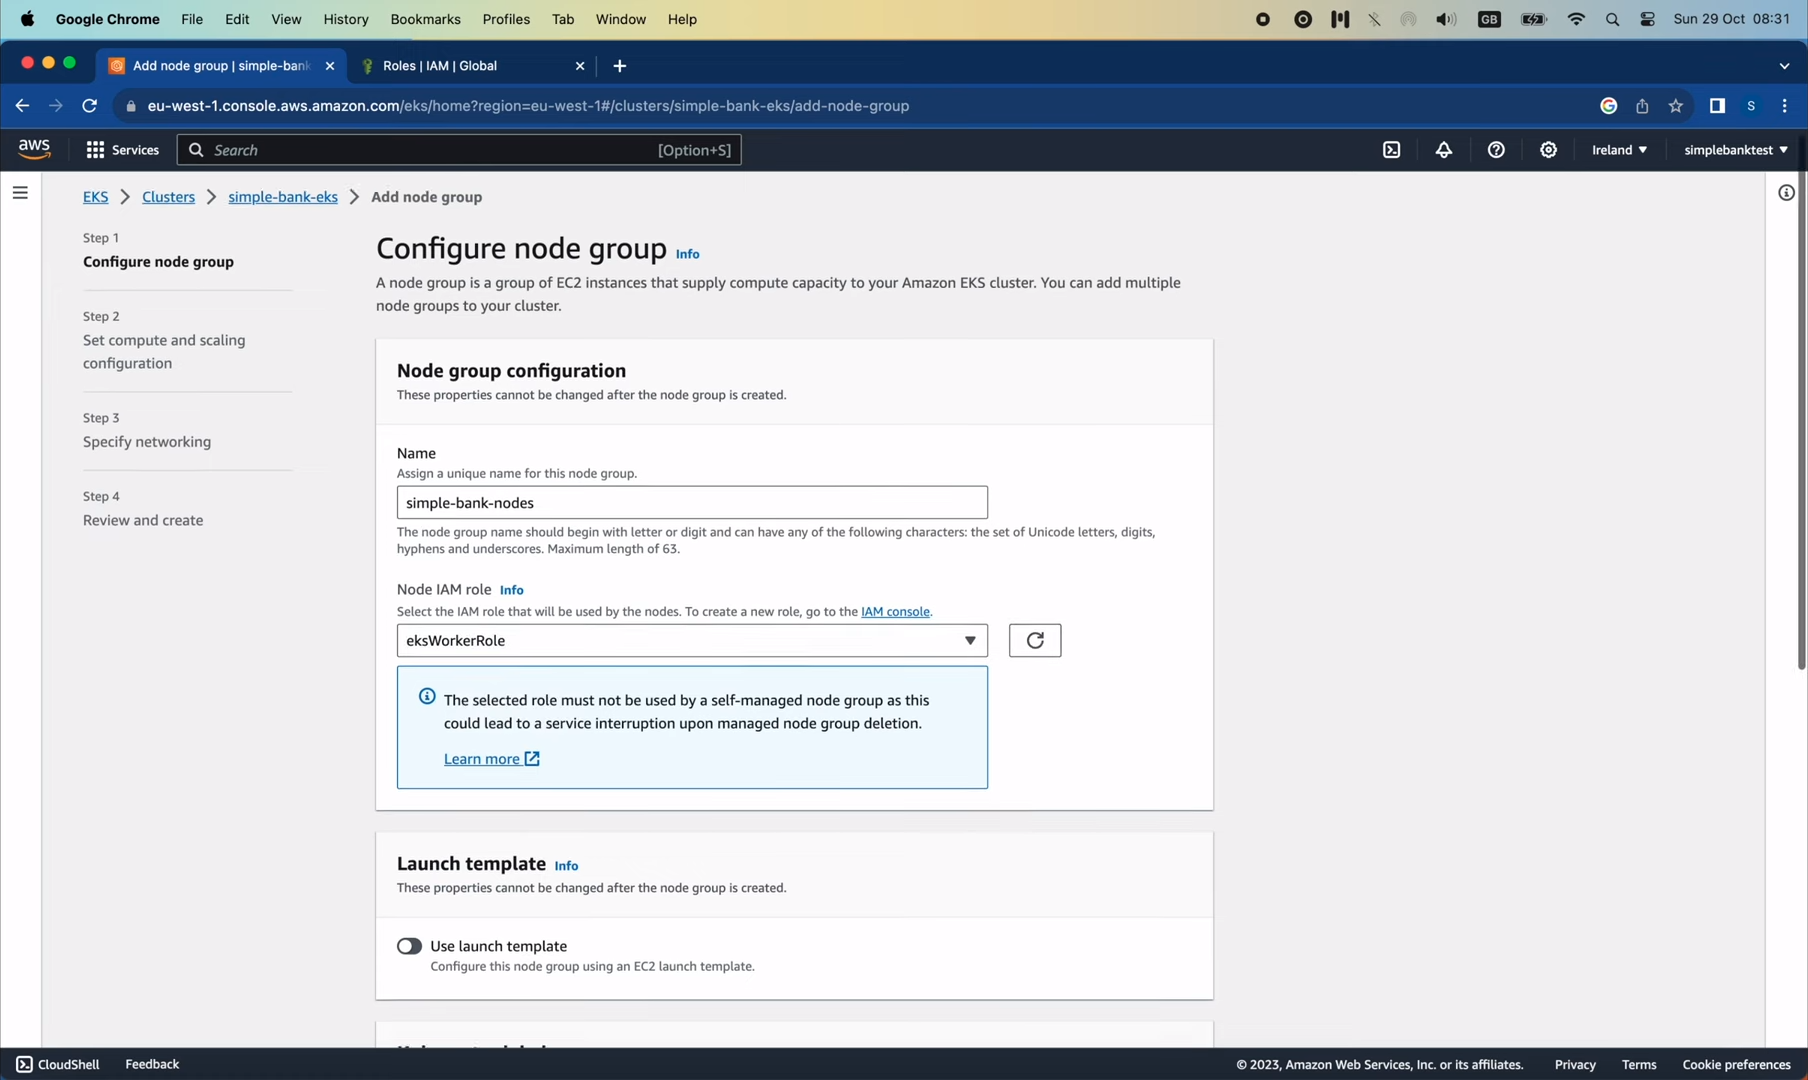 Google Chrome File Edit View History Bookmarks Profiles Tab Window Help GB Sun 29 Oct 08:31
Add node group | simple-bank Roles | IAM | Global
eu-west-1.console.aws.amazon.com/eks/home?region=eu-west-1#/clusters/simple-bank-eks/add-node-group S
aws Services Search [Option+S] Ireland simplebanktest
EKS Clusters simple-bank-eks Add node group
Step 1
Configure node group
Step 2
Set compute and scaling
configuration
Step 3
Specify networking
Step 4
Review and create
Configure node group Info
A node group is a group of EC2 instances that supply compute capacity to your Amazon EKS cluster. You can add multiple
node groups to your cluster.
Node group configuration
These properties cannot be changed after the node group is created.
Name
Assign a unique name for this node group.
simple-bank-nodes
The node group name should begin with letter or digit and can have any of the following characters: the set of Unicode letters, digits,
hyphens and underscores. Maximum length of 63.
Node IAM role Info
Select the IAM role that will be used by the nodes. To create a new role, go to the IAM console.
eksWorkerRole
The selected role must not be used by a self-managed node group as this
could lead to a service interruption upon managed node group deletion.
Learn more
Launch template Info
These properties cannot be changed after the node group is created.
Use launch template
Configure this node group using an EC2 launch template.
CloudShell Feedback © 2023, Amazon Web Services, Inc. or its affiliates. Privacy Terms Cookie preferences